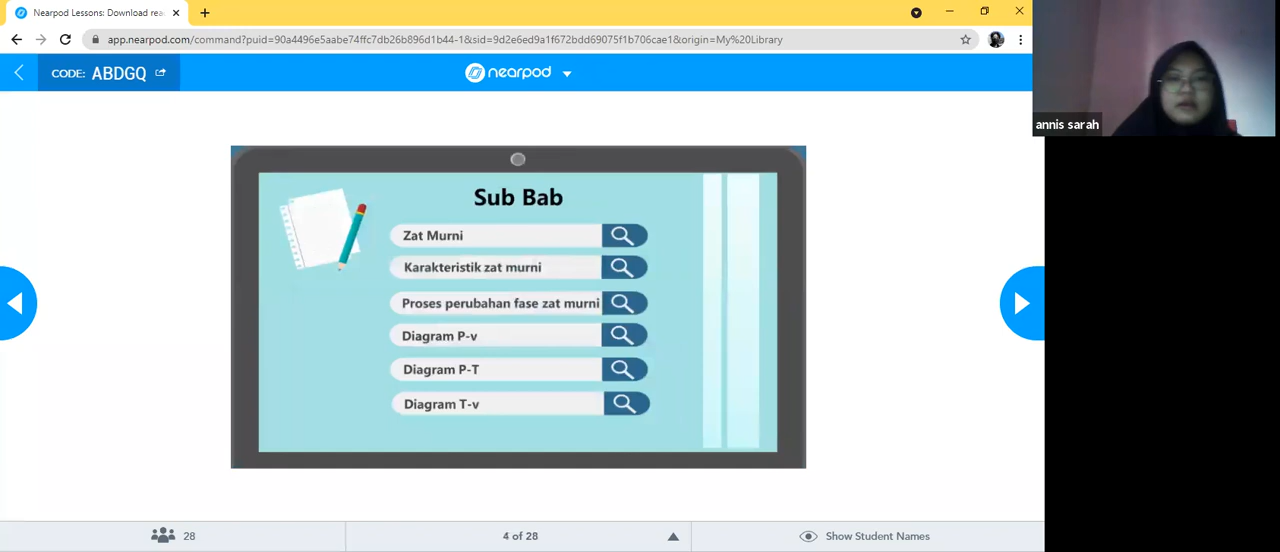 Nearpod Lessons: Download rea
app.nearpod.com/command?puid=90a4496e5aabe74ffc7db26b896d1b44-1&sid=9d2e6ed9a1f672bdd69075f1b706cae1&origin=My%20Library
CODE: ABDGQ
nearpod
annis sarah
Sub Bab
Zat Murni
Karakteristik zat murni
Proses perubahan fase zat murni
Diagram P-v
Diagram P-T
Diagram T-v
28
4 of 28
Show Student Names